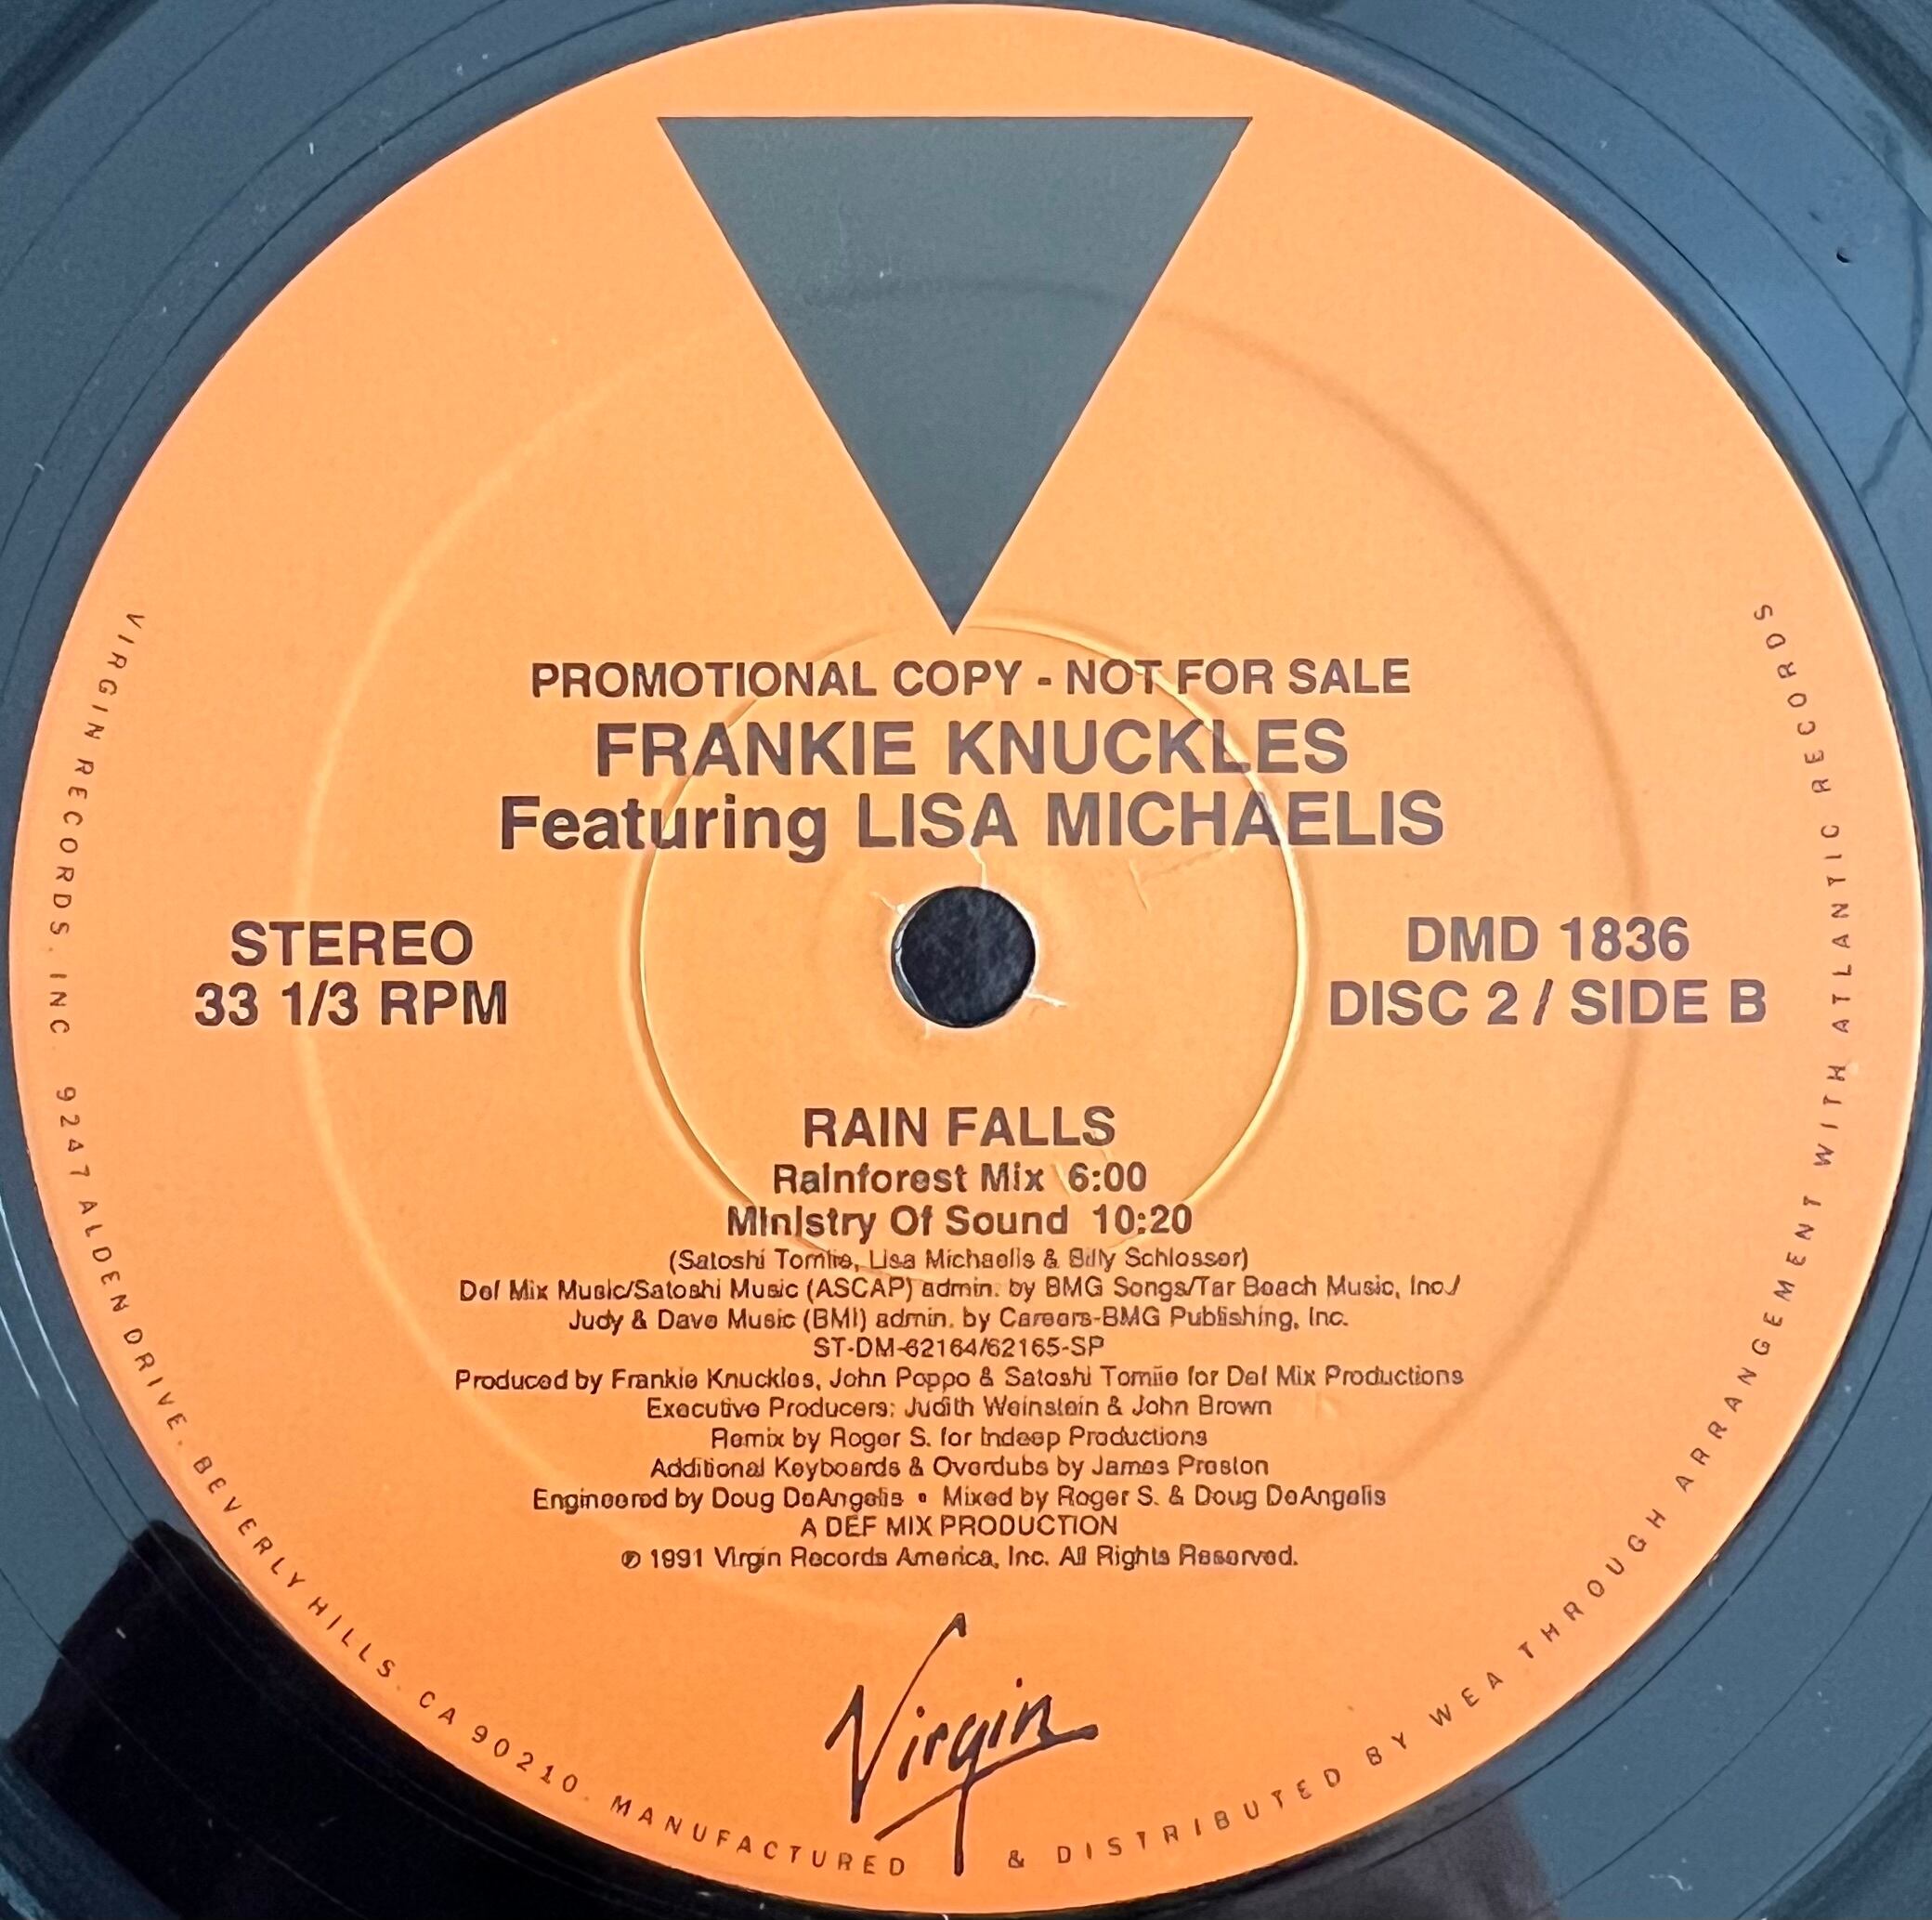 PROMOTIONAL COPY - NOT FOR SALE
FRANKIE KNUCKLES
Featuring LISA MICHAELIS
STEREO
33 1/3 RPM
DMD 1836
DISC 2 / SIDE B
RAIN FALLS
Rainforest Mix 6:00
Ministry Of Sound 10:20
(Satoshi Tomiie, Lisa Michaelis & Billy Schlosser)
Def Mix Music/Satoshi Music (ASCAP) admin. by BMG Songs/Tar Beach Music, Inc./
Judy & Dave Music (BMI) admin. by Careers-BMG Publishing, Inc.
ST-DM-62164/62165-SP
Produced by Frankie Knuckles, John Poppo & Satoshi Tomiie for Def Mix Productions
Executive Producers: Judith Weinstein & John Brown
Remix by Roger S. for Indeep Productions
Additional Keyboards & Overdubs by James Preston
Engineered by Doug DeAngelis • Mixed by Roger S. & Doug DeAngelis
A DEF MIX PRODUCTION
℗ 1991 Virgin Records America, Inc. All Rights Reserved.
Virgin
VIRGIN RECORDS, INC. 9247 ALDEN DRIVE, BEVERLY HILLS, CA 90210. MANUFACTURED & DISTRIBUTED BY WEA THROUGH ARRANGEMENT WITH ATLANTIC RECORDS